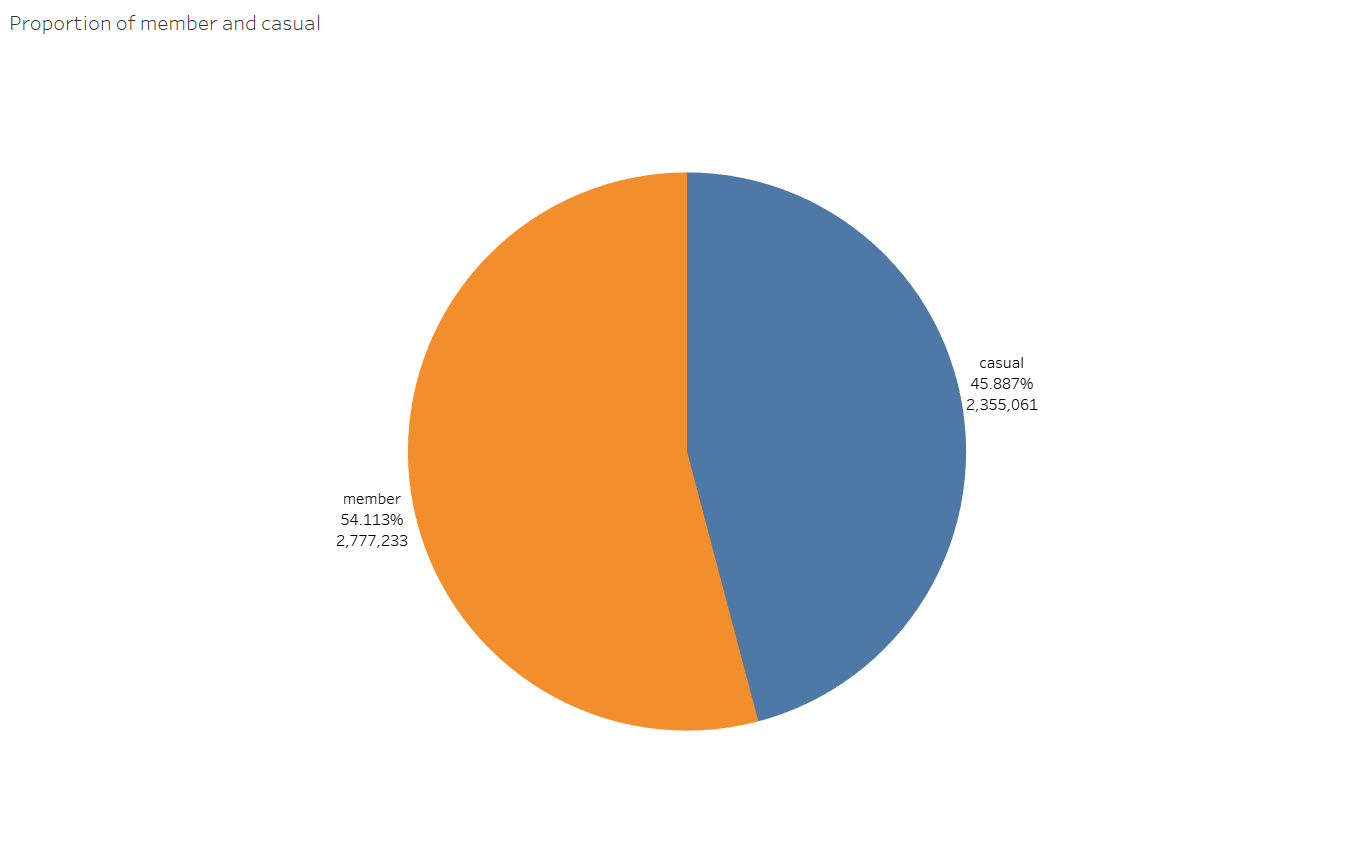 Proportion of member and casual
casual
45.887%
2,355,061
member
54.113%
2,777,233